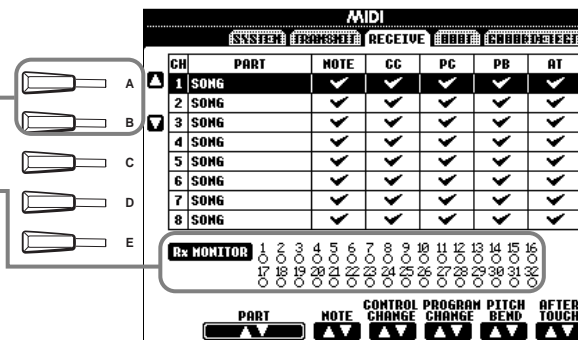 MIDI
SYSTEM TRANSMIT RECEIVE ROOT CHORD DETECT
CH PART NOTE CC PC PB AT
A 1 SONG
2 SONG
B 3 SONG
4 SONG
C 5 SONG
6 SONG
D 7 SONG
8 SONG
E Rx MONITOR 1 2 3 4 5 6 7 8 9 10 11 12 13 14 15 16
17 18 19 20 21 22 23 24 25 26 27 28 29 30 31 32
PART NOTE CONTROL CHANGE PROGRAM CHANGE PITCH BEND AFTER TOUCH